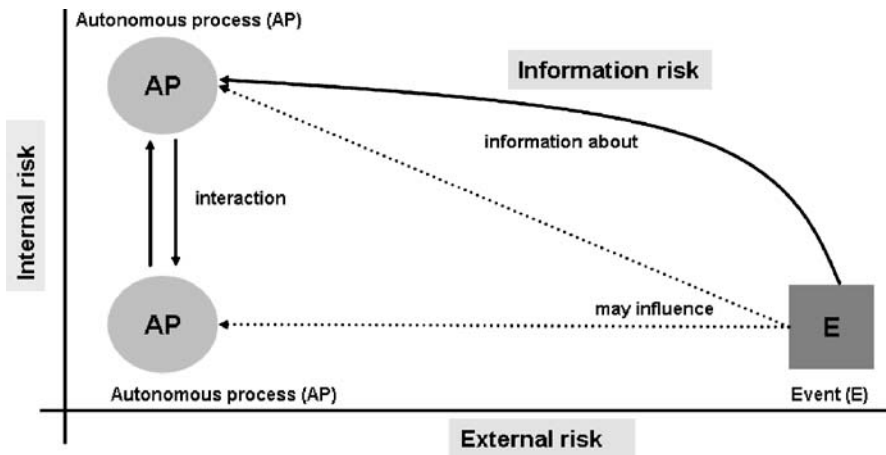 Autonomous process (AP)
AP
Information risk
information about
Internal risk
interaction
may influence
AP
E
Autonomous process (AP)
Event (E)
External risk